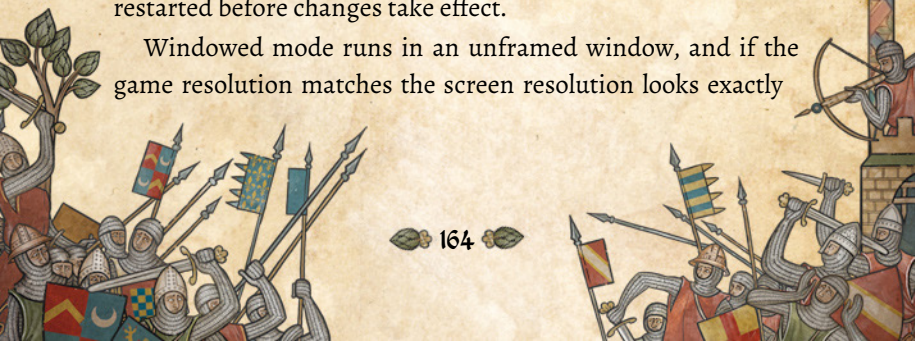 restarted before changes take effect.
Windowed mode runs in an unframed window, and if the
game resolution matches the screen resolution looks exactly
164